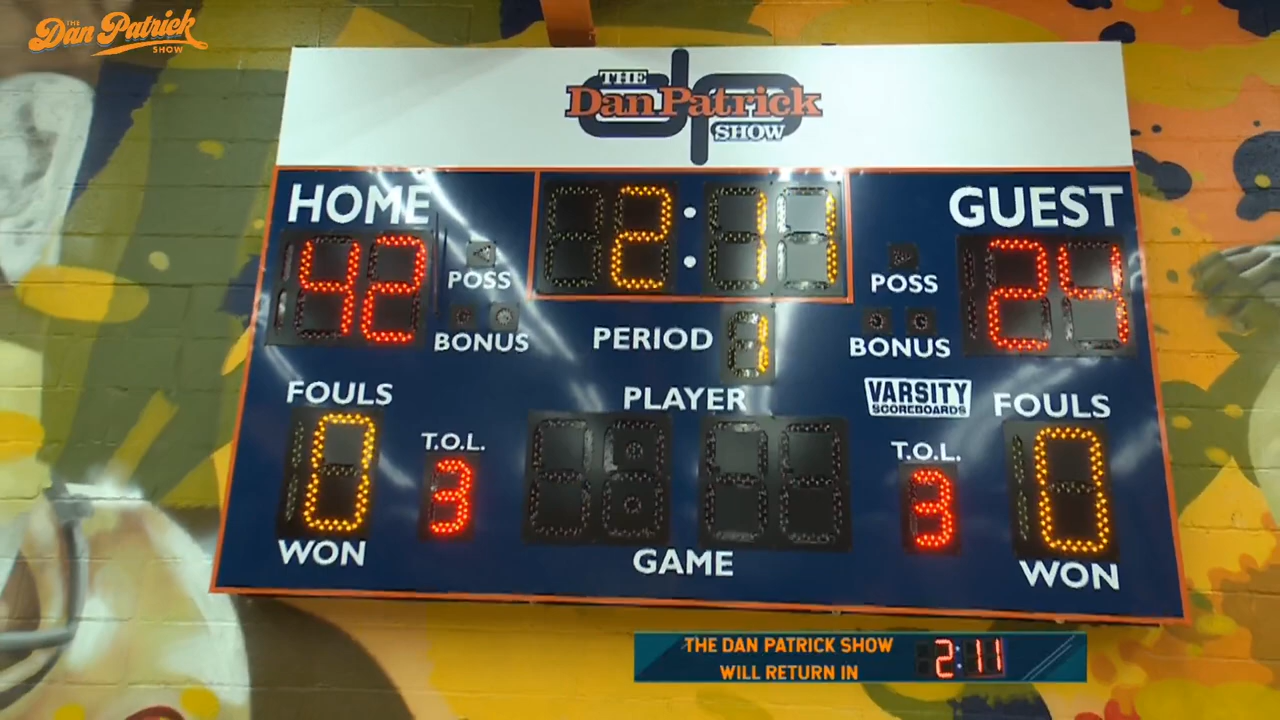 THE
Dan Patrick
SHOW
THE
Dan Patrick
SHOW
HOME
2:11
GUEST
42
POSS
POSS
24
BONUS
PERIOD 1
BONUS
FOULS
PLAYER
VARSITY
SCOREBOARDS
FOULS
0
T.O.L.
3
T.O.L.
3
0
WON
GAME
WON
THE DAN PATRICK SHOW
WILL RETURN IN
2:11